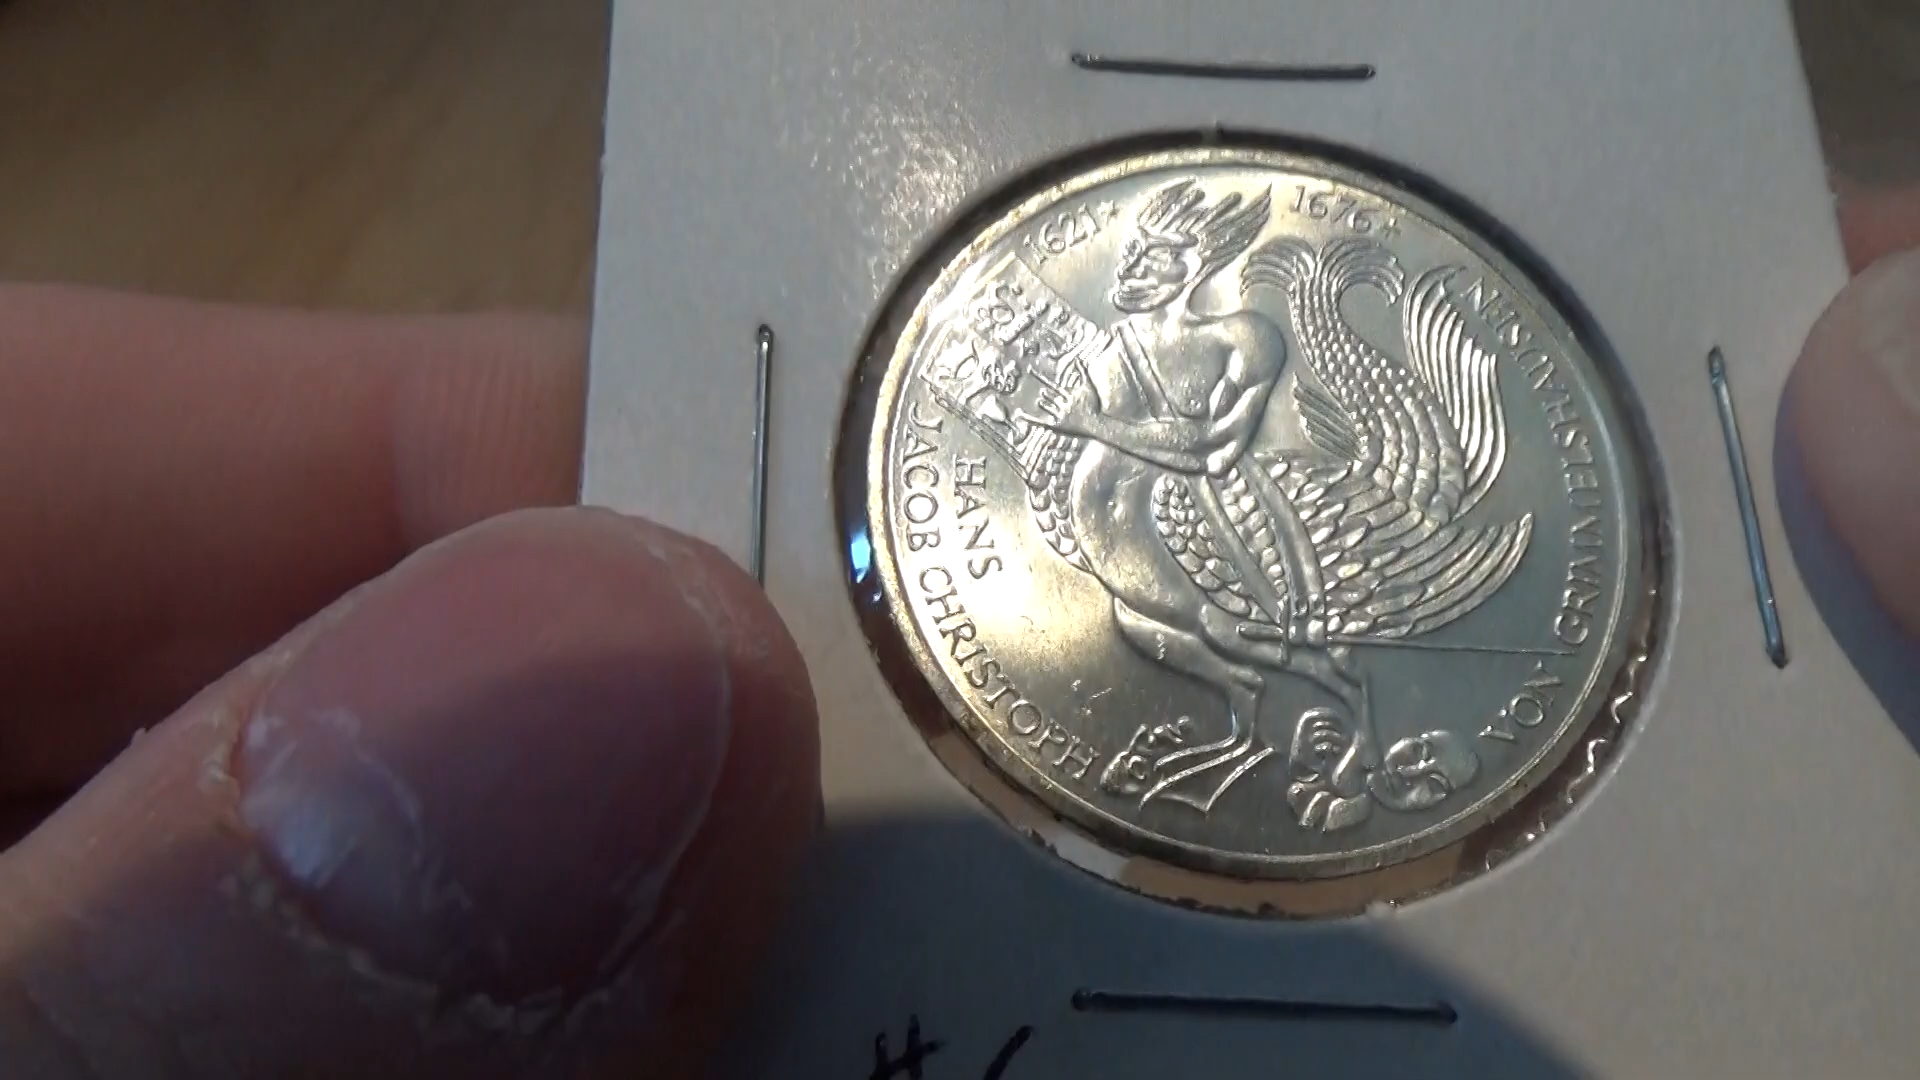 1621* 1676+
HANS
JACOB CHRISTOPH
VON GRIMMELSHAUSEN
#